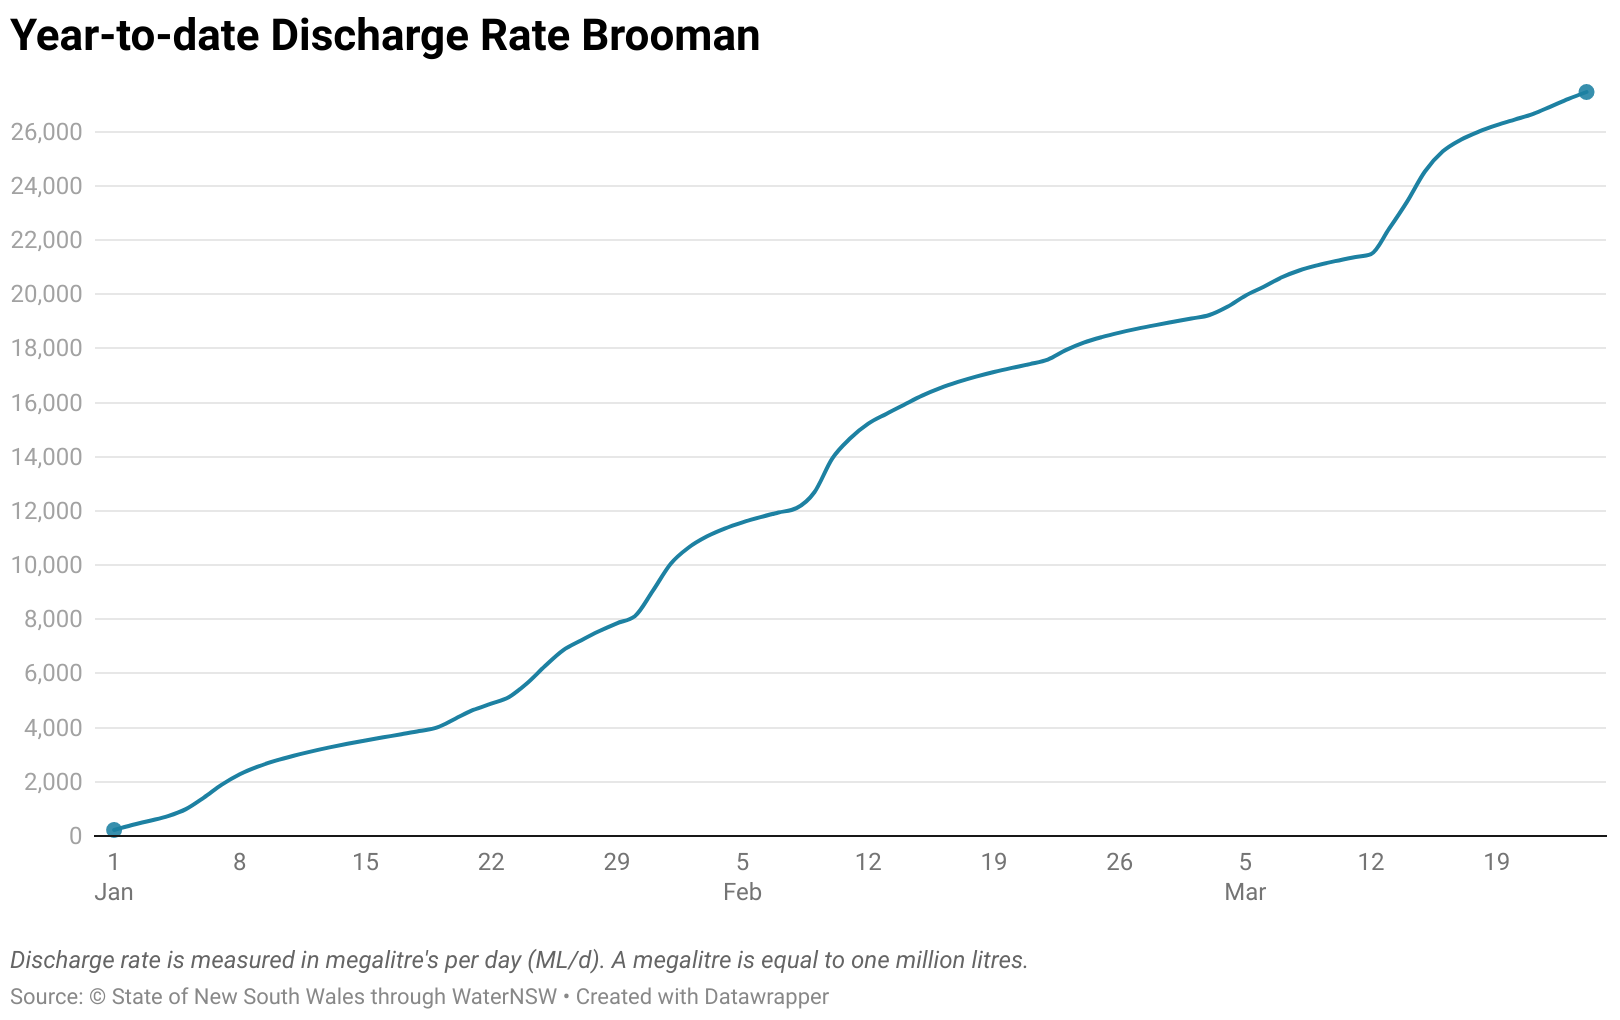 Year-to-date Discharge Rate Brooman
26,000
24,000
22,000
20,000
18,000
16,000
14,000
12,000
10,000
8,000
6,000
4,000
2,000
0
1 8 15 22 29 5 12 19 26 5 12 19
Jan Feb Mar
Discharge rate is measured in megalitre's per day (ML/d). A megalitre is equal to one million litres.
Source: © State of New South Wales through WaterNSW • Created with Datawrapper